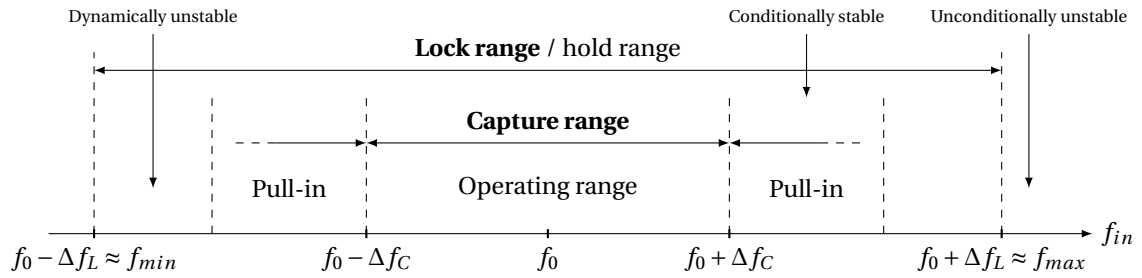 Dynamically unstable Conditionally stable Unconditionally unstable
Lock range / hold range
Capture range
Pull-in Operating range Pull-in
f_in
f_0 − Δf_L ≈ f_min f_0 − Δf_C f_0 f_0 + Δf_C f_0 + Δf_L ≈ f_max